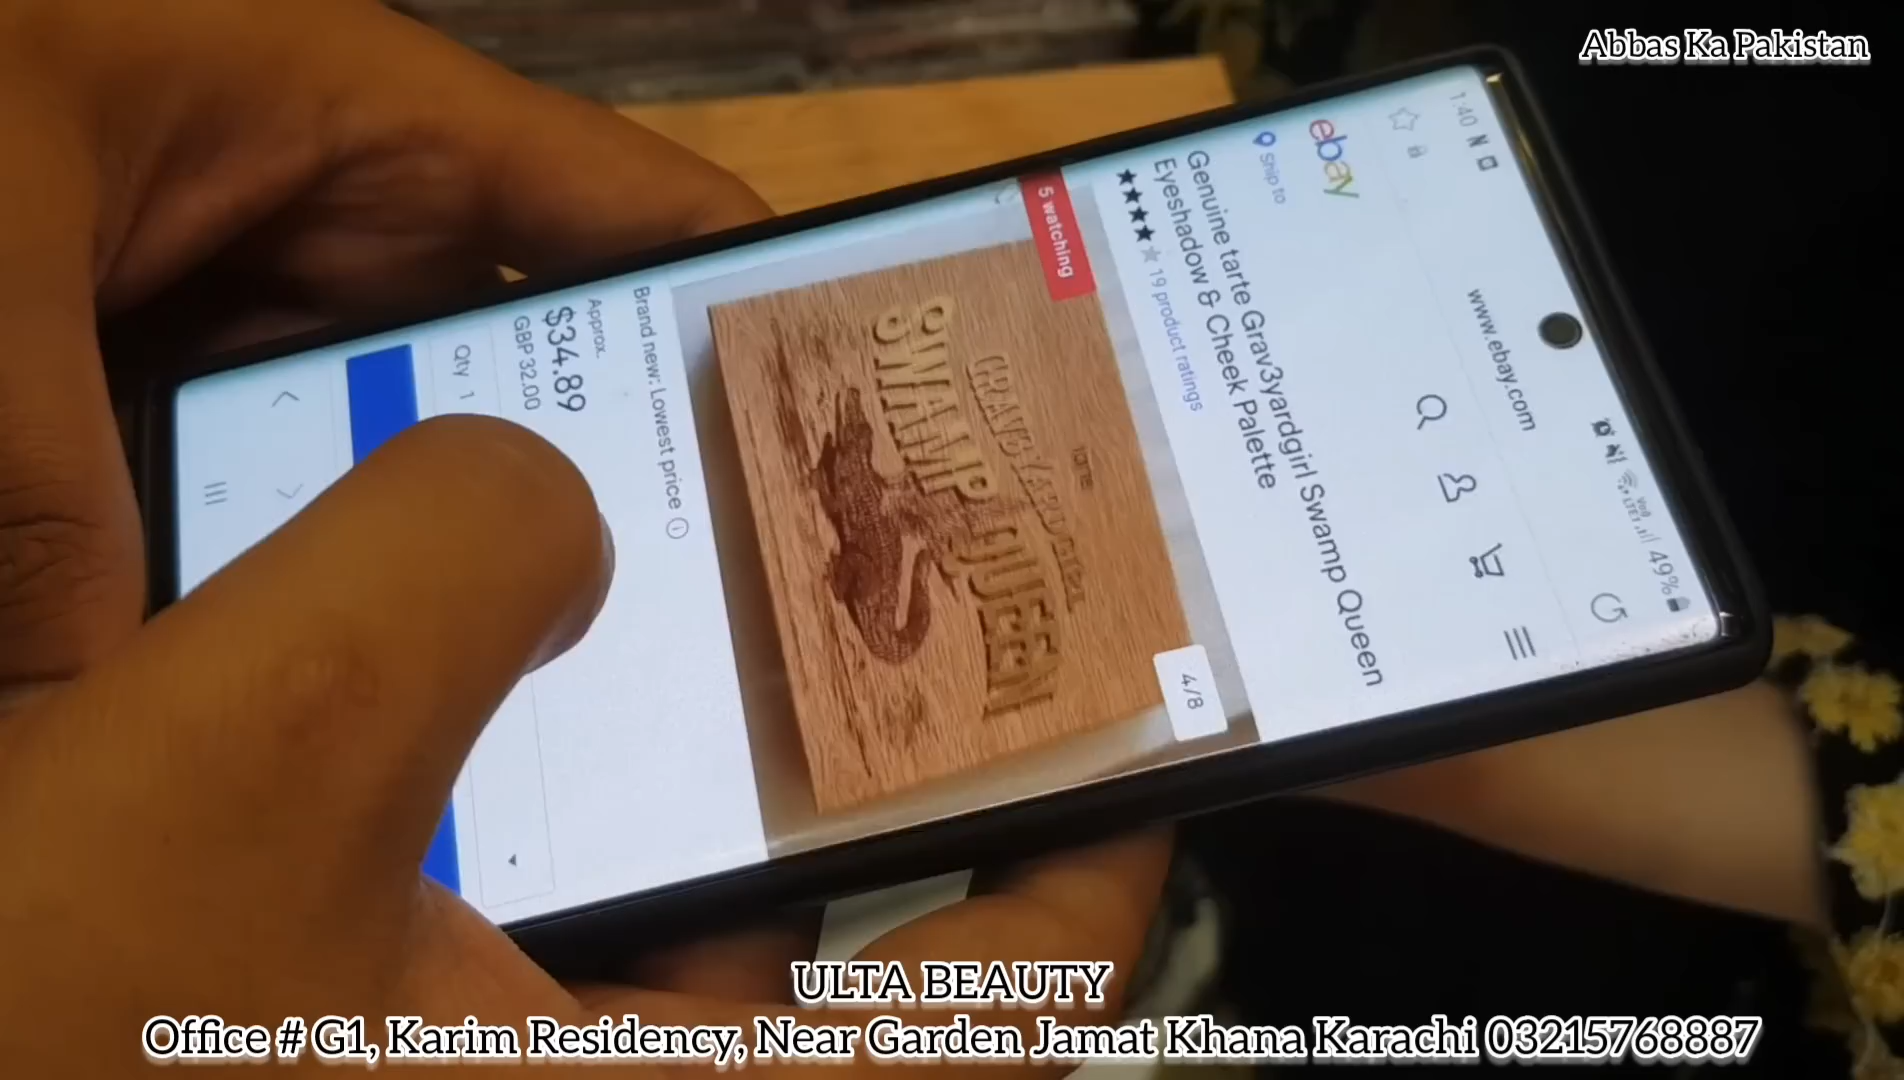 Abbas Ka Pakistan
1:40
49%
www.ebay.com
ebay
Ship to
Genuine tarte Grav3yardgirl Swamp Queen
Eyeshadow & Cheek Palette
19 product ratings
5 watching
4/8
tarte
GRAV3YARDGIRL
SWAMP QUEEN
Brand new: Lowest price
Approx.
$34.89
GBP 32.00
Qty 1
ULTA BEAUTY
Office # G1, Karim Residency, Near Garden Jamat Khana Karachi 03215768887